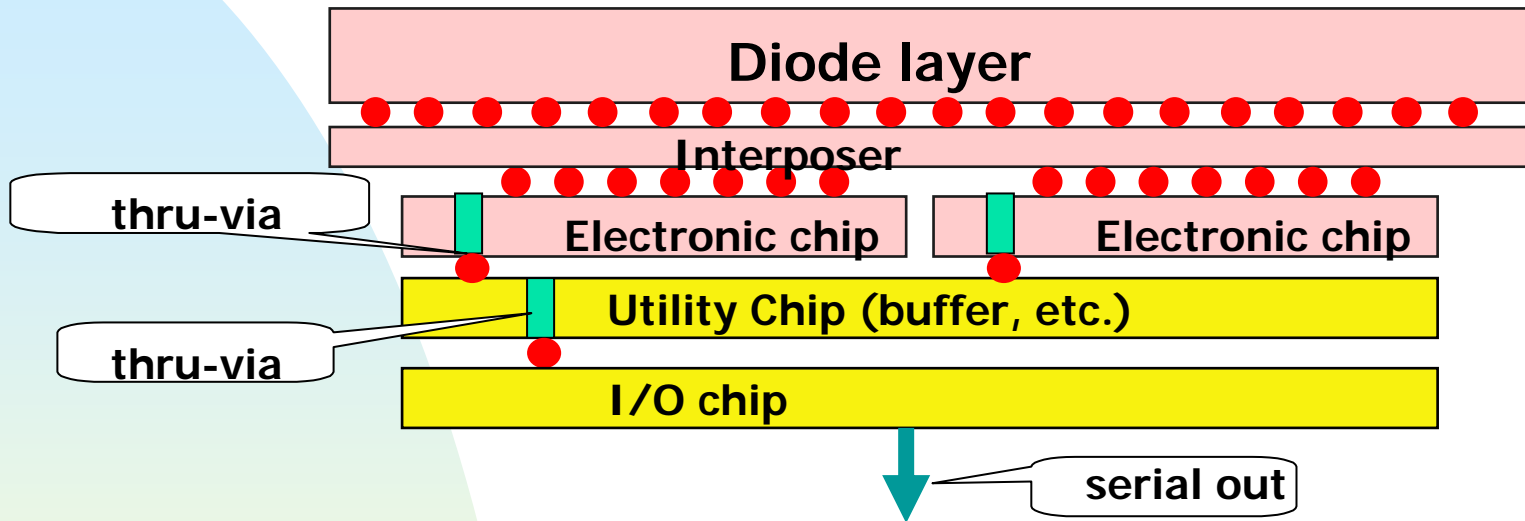 Diode layer
Interposer
thru-via
Electronic chip
Electronic chip
Utility Chip (buffer, etc.)
thru-via
I/O chip
serial out